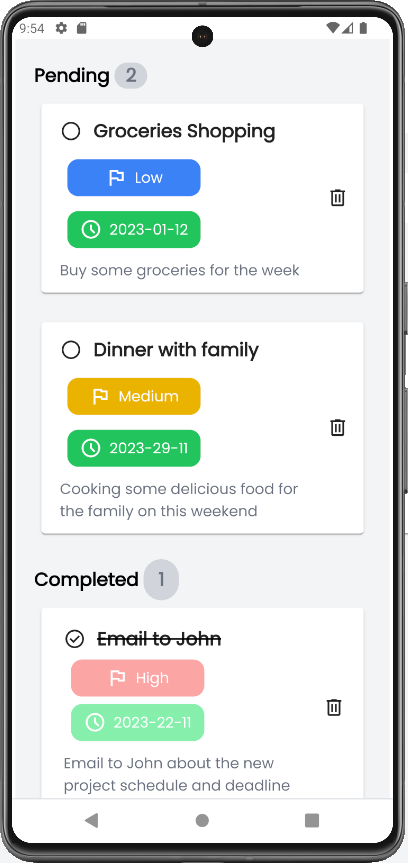 9:54
Pending 2
Groceries Shopping
Low
2023-01-12
Buy some groceries for the week
Dinner with family
Medium
2023-29-11
Cooking some delicious food for
the family on this weekend
Completed 1
Email to John
High
2023-22-11
Email to John about the new
project schedule and deadline